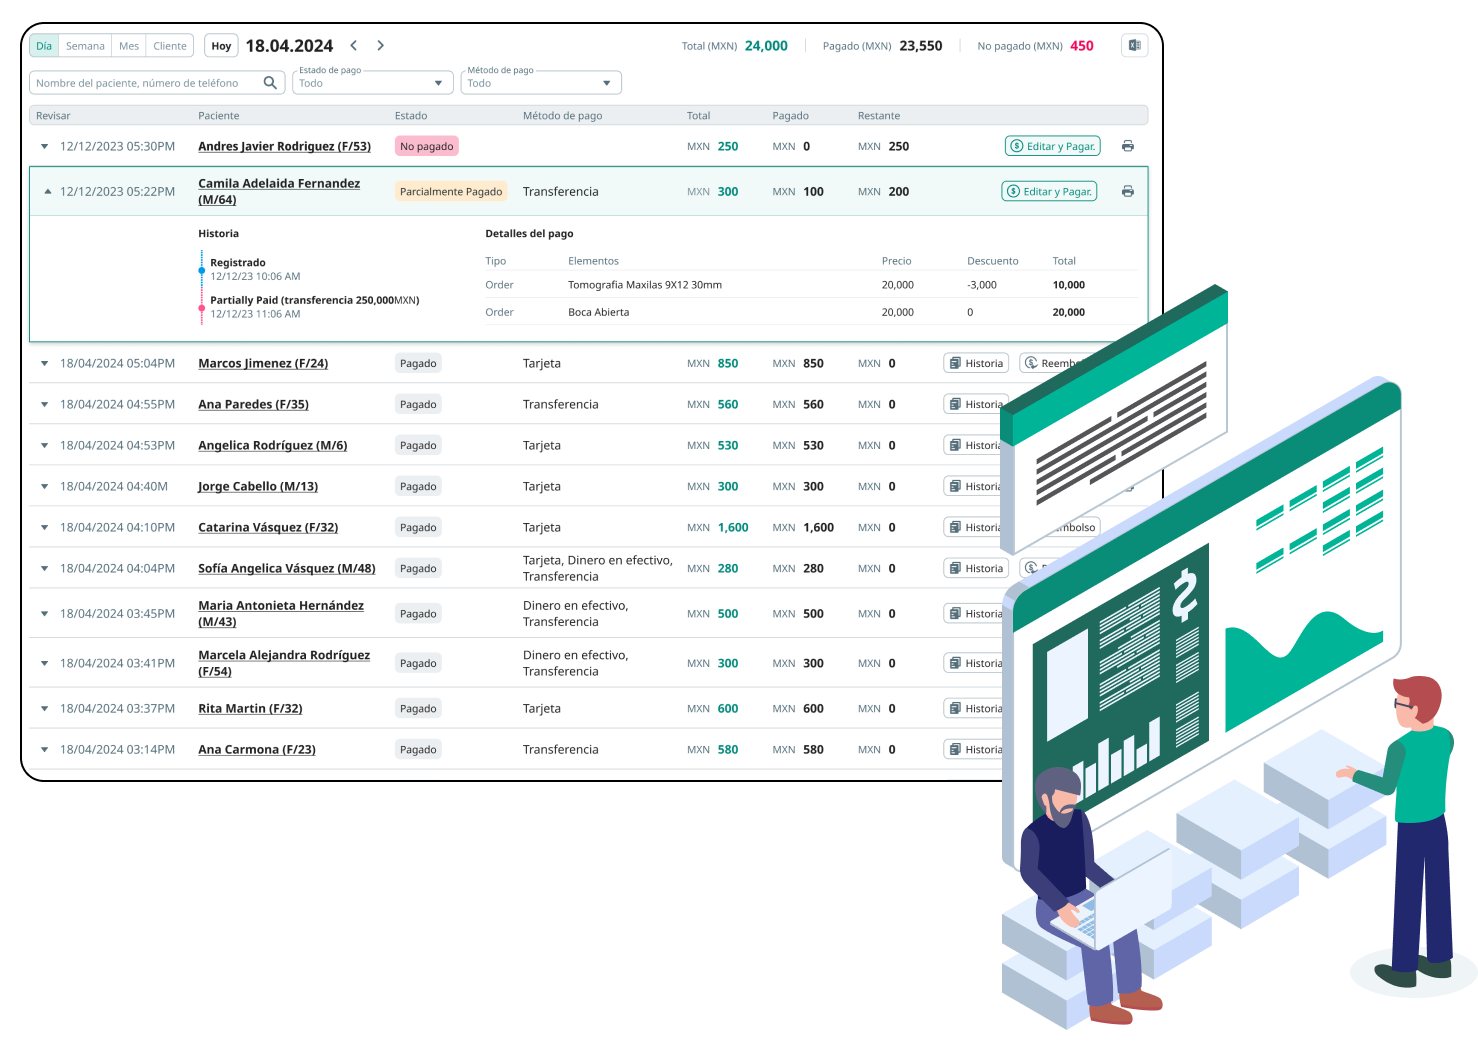 Día Semana Mes Cliente Hoy 18.04.2024 Total (MXN) 24,000 Pagado (MXN) 23,550 No pagado (MXN) 450
Estado de pago Método de pago
Nombre del paciente, número de teléfono Todo Todo
Revisar Paciente Estado Método de pago Total Pagado Restante
12/12/2023 05:30PM Andres Javier Rodriguez (F/53) No pagado MXN 250 MXN 0 MXN 250 Editar y Pagar.
12/12/2023 05:22PM Camila Adelaida Fernandez Parcialmente Pagado Transferencia MXN 300 MXN 100 MXN 200 Editar y Pagar.
(M/64)
Historia Detalles del pago
Registrado Tipo Elementos Precio Descuento Total
12/12/23 10:06 AM Order Tomografia Maxilas 9X12 30mm 20,000 -3,000 10,000
Partially Paid (transferencia 250,000MXN)
12/12/23 11:06 AM Order Boca Abierta 20,000 0 20,000
18/04/2024 05:04PM Marcos Jimenez (F/24) Pagado Tarjeta MXN 850 MXN 850 MXN 0 Historia
18/04/2024 04:55PM Ana Paredes (F/35) Pagado Transferencia MXN 560 MXN 560 MXN 0 Historia
18/04/2024 04:53PM Angelica Rodríguez (M/6) Pagado Tarjeta MXN 530 MXN 530 MXN 0 Historia
18/04/2024 04:40M Jorge Cabello (M/13) Pagado Tarjeta MXN 300 MXN 300 MXN 0 Historia
18/04/2024 04:10PM Catarina Vásquez (F/32) Pagado Tarjeta MXN 1,600 MXN 1,600 MXN 0 Historia
18/04/2024 04:04PM Sofía Angelica Vásquez (M/48) Pagado Tarjeta, Dinero en efectivo, MXN 280 MXN 280 MXN 0 Historia
Transferencia
18/04/2024 03:45PM Maria Antonieta Hernández Pagado Dinero en efectivo, MXN 500 MXN 500 MXN 0 Historia
(M/43) Transferencia
18/04/2024 03:41PM Marcela Alejandra Rodríguez Pagado Dinero en efectivo, MXN 300 MXN 300 MXN 0 Historia
(F/54) Transferencia
18/04/2024 03:37PM Rita Martin (F/32) Pagado Tarjeta MXN 600 MXN 600 MXN 0 Historia
18/04/2024 03:14PM Ana Carmona (F/23) Pagado Transferencia MXN 580 MXN 580 MXN 0 Historia